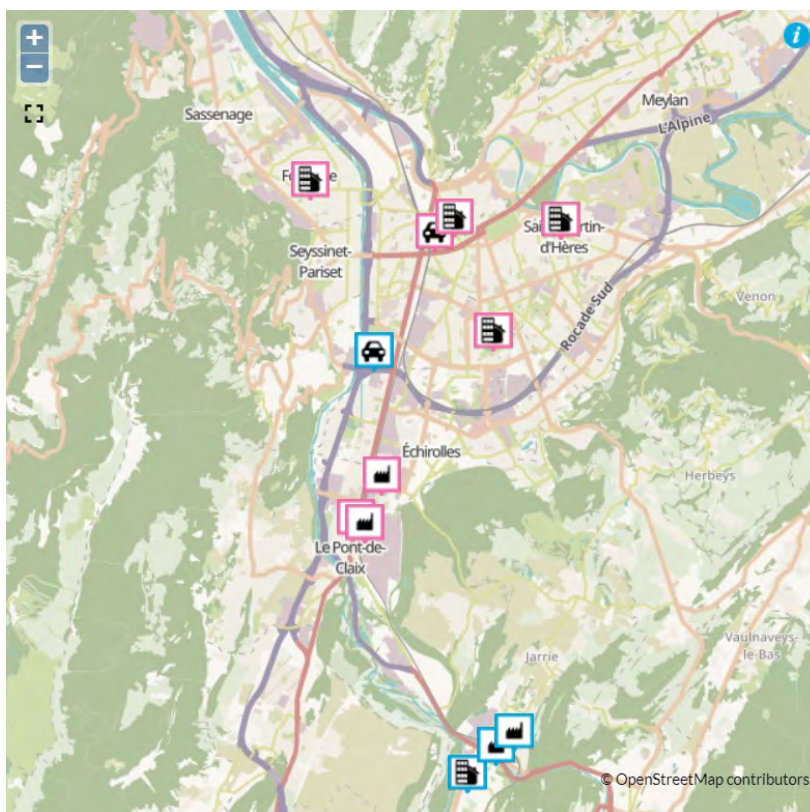 +
−
i
Sassenage
Meylan
L'Alpine
Seyssinet-
Pariset
d'Hères
Venon
Rocade Sud
Échirolles
Herbeys
Le Pont-de-
Claix
Vaulnaveys-
le-Bas
Jarrie
© OpenStreetMap contributors